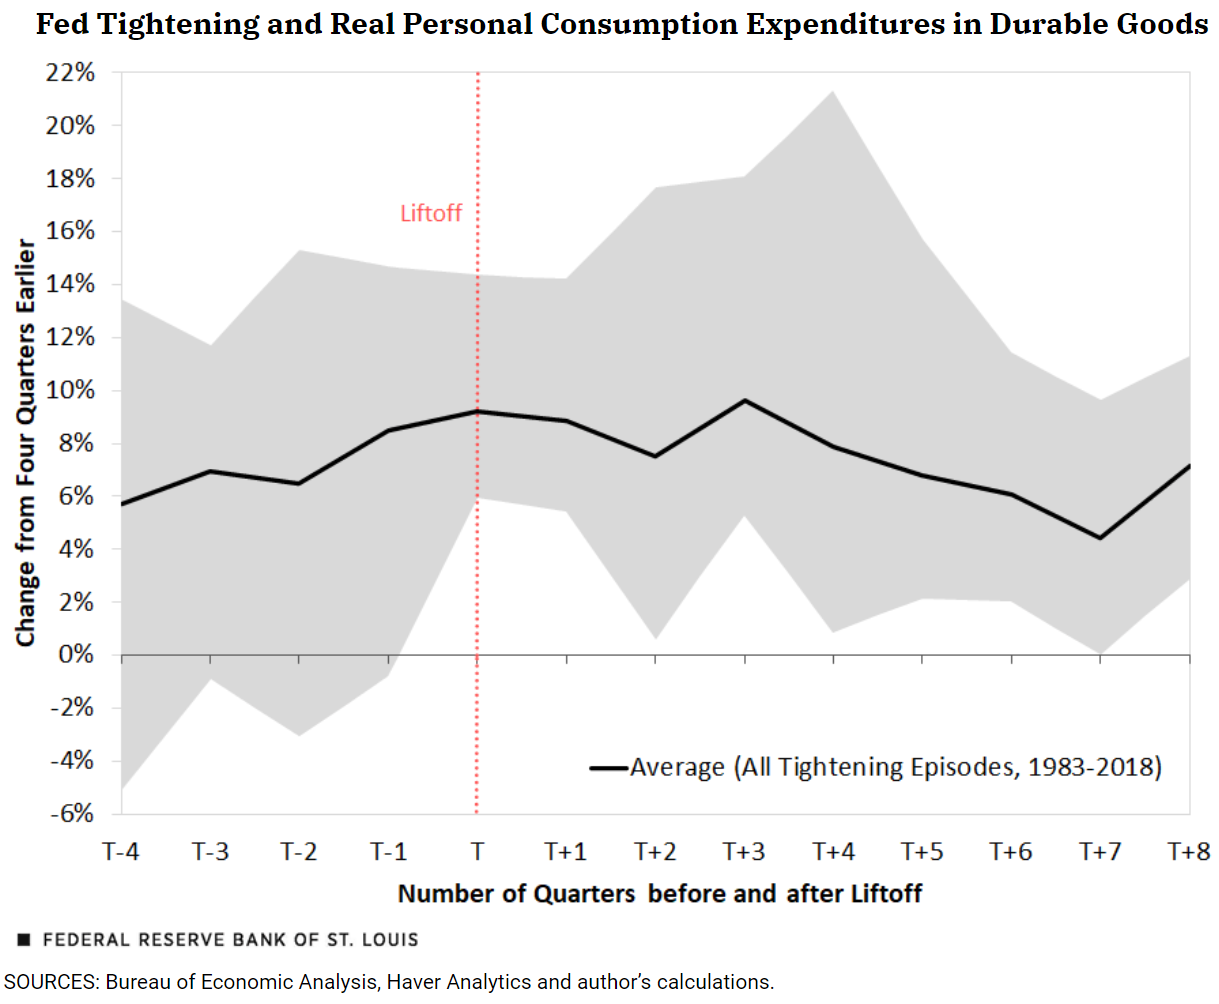 Fed Tightening and Real Personal Consumption Expenditures in Durable Goods
22%
20%
18%
16%
14%
12%
10%
8%
6%
4%
2%
0%
-2%
-4%
-6%
Change from Four Quarters Earlier
Liftoff
Average (All Tightening Episodes, 1983-2018)
T-4 T-3 T-2 T-1 T T+1 T+2 T+3 T+4 T+5 T+6 T+7 T+8
Number of Quarters before and after Liftoff
FEDERAL RESERVE BANK OF ST. LOUIS
SOURCES: Bureau of Economic Analysis, Haver Analytics and author’s calculations.